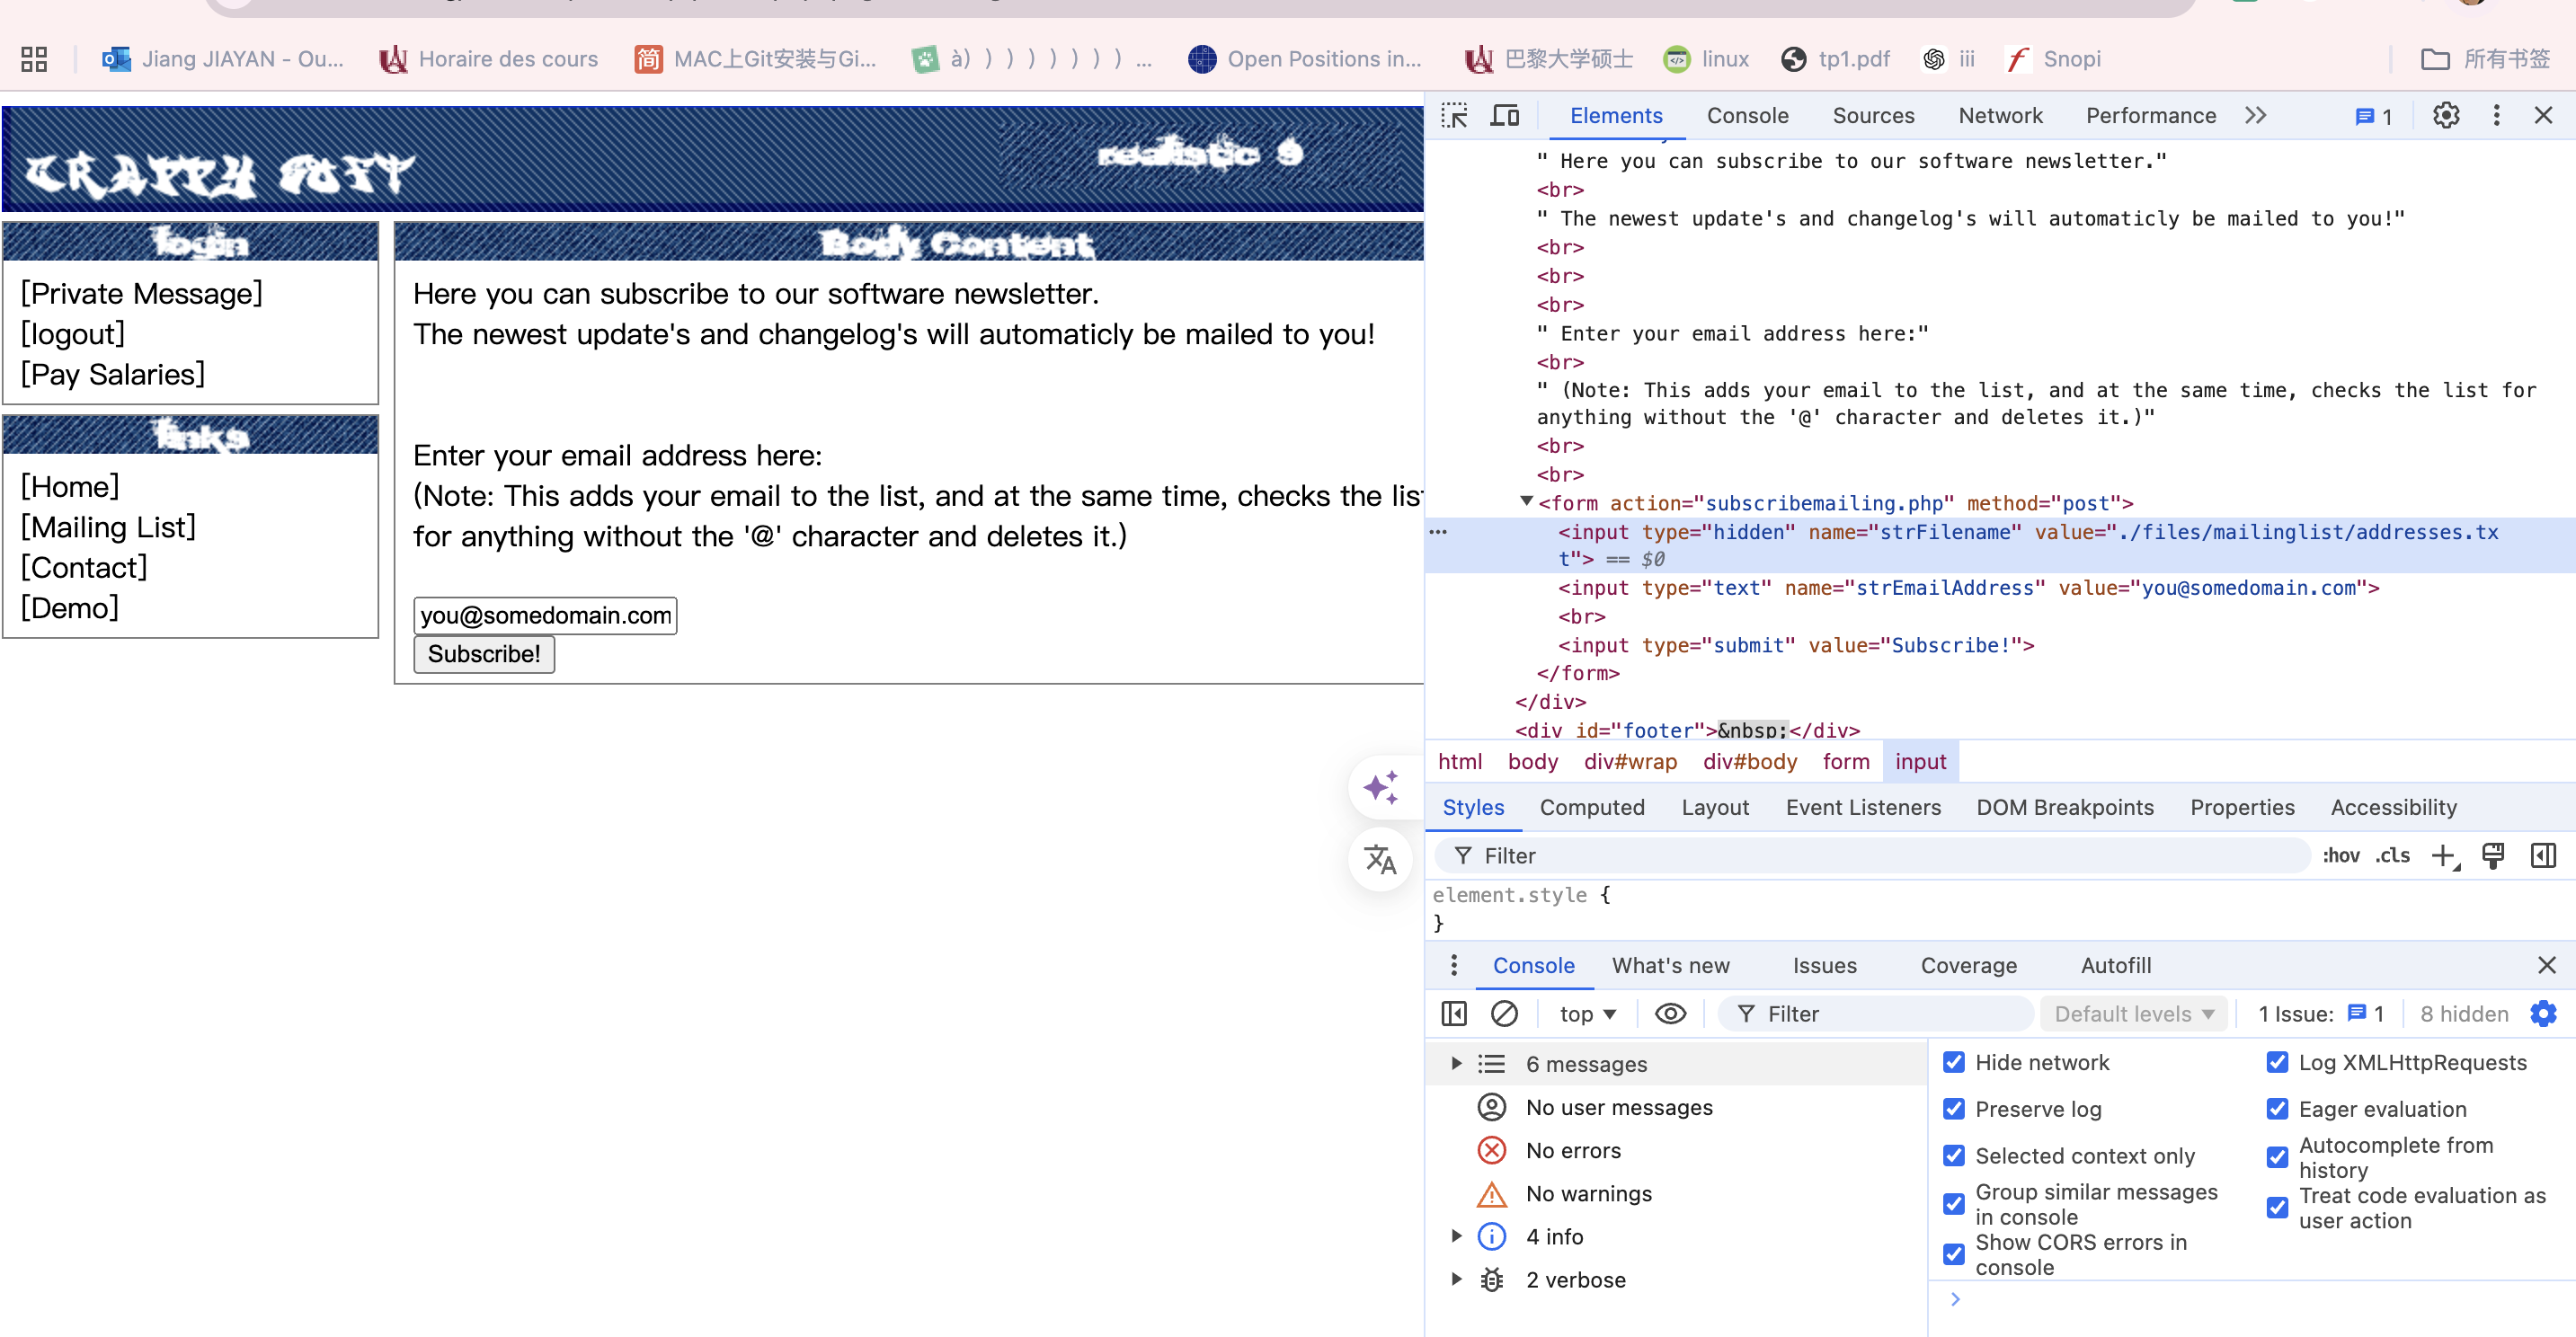 Jiang JIAYAN - Ou...
Horaire des cours
MAC上Git安装与Gi...
à) ) ) ) ) ) ) ) ...
Open Positions in...
巴黎大学硕士
linux
tp1.pdf
iii
Snopi
所有书签
CRAPPY SOFT
realistic 9
login
[Private Message]
[logout]
[Pay Salaries]
links
[Home]
[Mailing List]
[Contact]
[Demo]
Body Content
Here you can subscribe to our software newsletter.
The newest update's and changelog's will automaticly be mailed to you!
Enter your email address here:
(Note: This adds your email to the list, and at the same time, checks the list
for anything without the '@' character and deletes it.)
you@somedomain.com
Subscribe!
Elements Console Sources Network Performance 1
" Here you can subscribe to our software newsletter."
<br>
" The newest update's and changelog's will automaticly be mailed to you!"
<br>
<br>
<br>
" Enter your email address here:"
<br>
" (Note: This adds your email to the list, and at the same time, checks the list for
anything without the '@' character and deletes it.)"
<br>
<br>
<form action="subscribemailing.php" method="post">
<input type="hidden" name="strFilename" value="./files/mailinglist/addresses.tx
t"> == $0
<input type="text" name="strEmailAddress" value="you@somedomain.com">
<br>
<input type="submit" value="Subscribe!">
</form>
</div>
<div id="footer">&nbsp;</div>
html body div#wrap div#body form input
Styles Computed Layout Event Listeners DOM Breakpoints Properties Accessibility
Filter :hov .cls
element.style {
}
Console What's new Issues Coverage Autofill
top Filter Default levels 1 Issue: 1 8 hidden
6 messages
No user messages
No errors
No warnings
4 info
2 verbose
Hide network
Preserve log
Selected context only
Group similar messages
in console
Show CORS errors in
console
Log XMLHttpRequests
Eager evaluation
Autocomplete from
history
Treat code evaluation as
user action